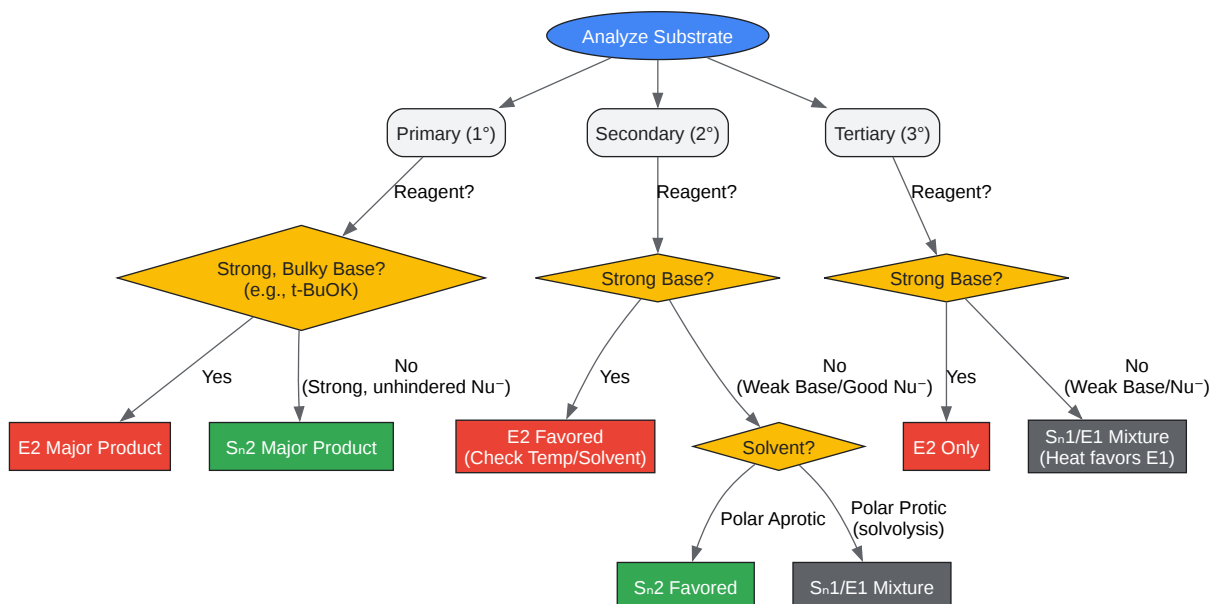 Analyze Substrate
Primary (1°)
Secondary (2°)
Tertiary (3°)
Reagent?
Reagent?
Reagent?
Strong, Bulky Base?
(e.g., t-BuOK)
Strong Base?
Strong Base?
Yes
No
(Strong, unhindered Nu⁻)
Yes
No
(Weak Base/Good Nu⁻)
Yes
No
(Weak Base/Nu⁻)
E2 Major Product
Sₙ2 Major Product
E2 Favored
(Check Temp/Solvent)
Solvent?
E2 Only
Sₙ1/E1 Mixture
(Heat favors E1)
Polar Aprotic
Polar Protic
(solvolysis)
Sₙ2 Favored
Sₙ1/E1 Mixture